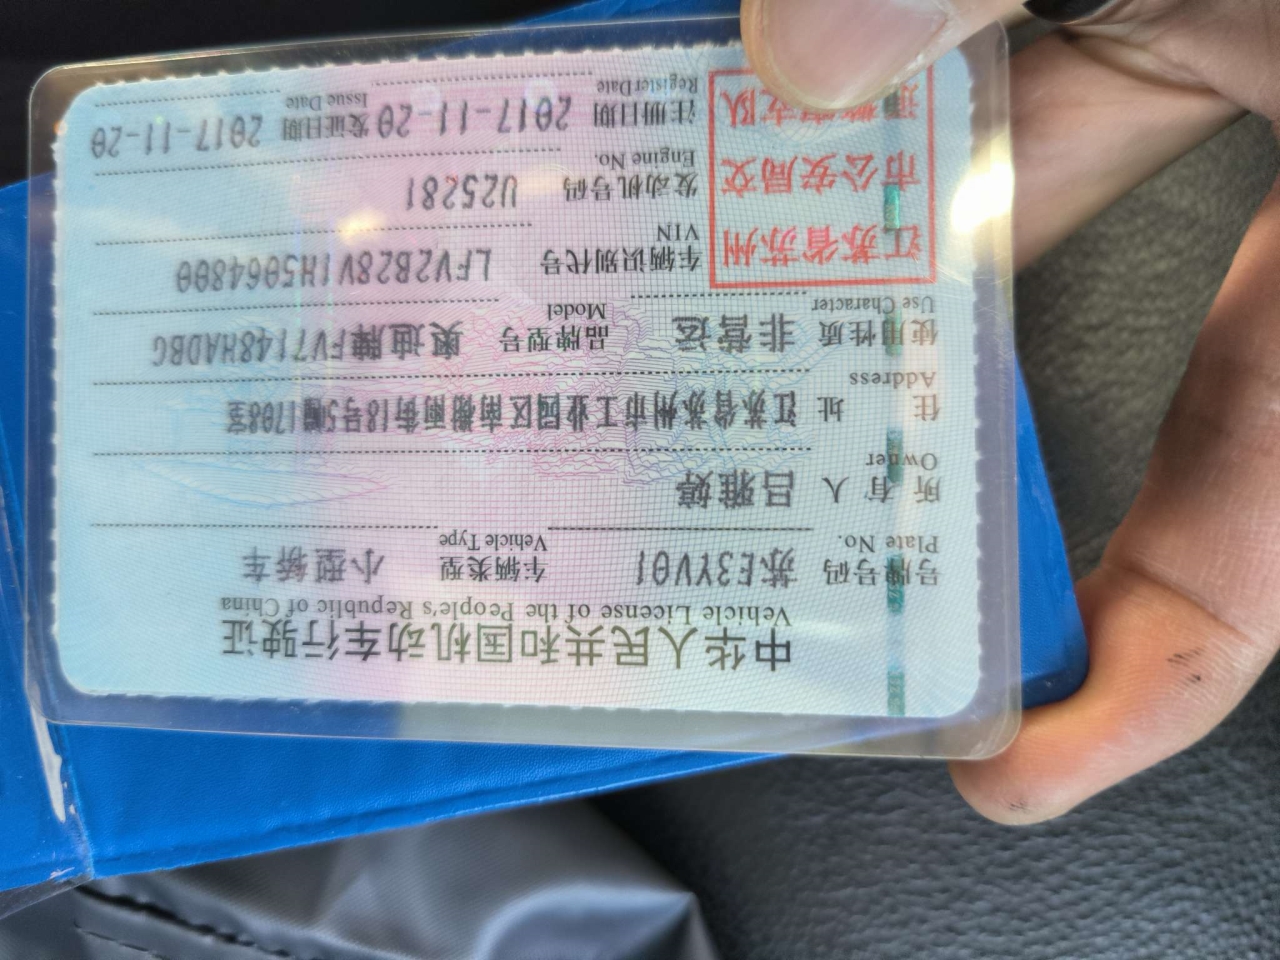 中华人民共和国机动车行驶证
Vehicle License of the People's Republic of China
号牌号码 苏E3YV01 车辆类型 小型轿车
Plate No. Vehicle Type
所有人 吕雅婷
Owner
住址 江苏省苏州市工业园区南湖丽街18号5幢1708室
Address
使用性质 非营运 品牌型号 奥迪牌FV7148HADBG
Use Character Model
江苏省苏州
市公安局交
车辆识别代号 LFV2B28V1H5064800
VIN
发动机号码 U25281
Engine No.
注册日期 2017-11-20 发证日期 2017-11-20
Register Date Issue Date